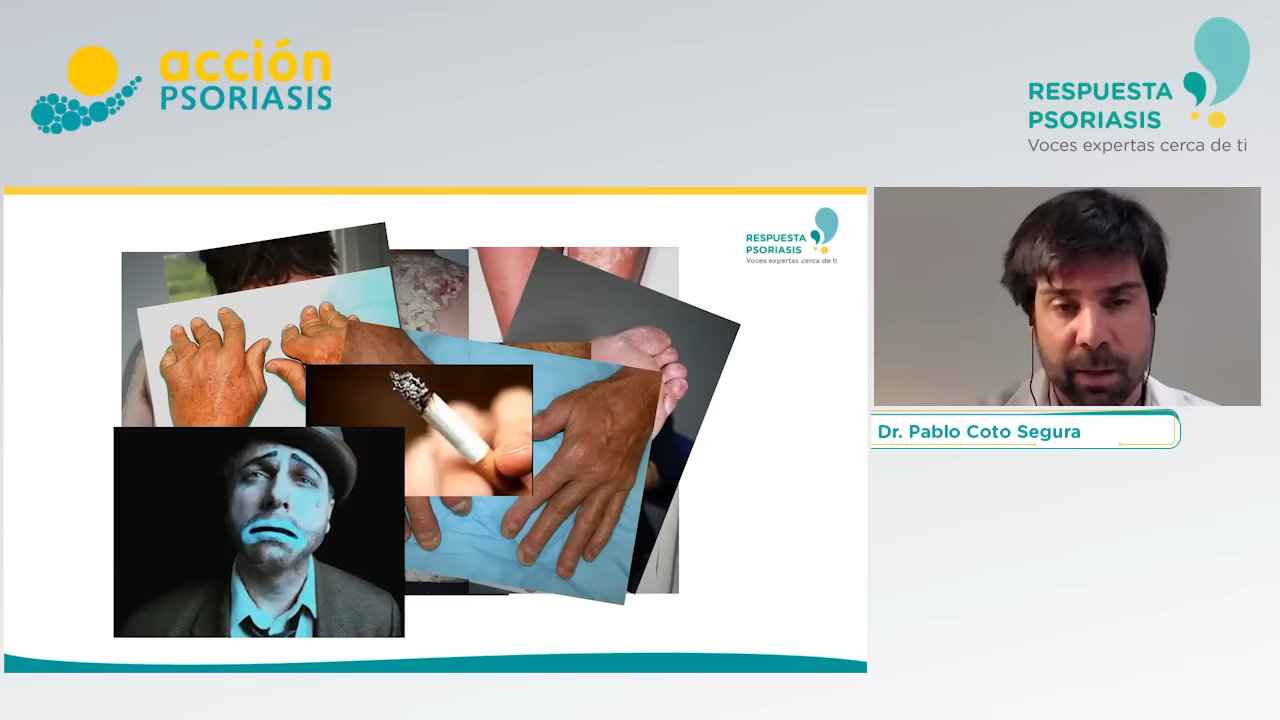 acción
PSORIASIS
RESPUESTA
PSORIASIS
Voces expertas cerca de ti
RESPUESTA
PSORIASIS
Voces expertas cerca de ti
Dr. Pablo Coto Segura